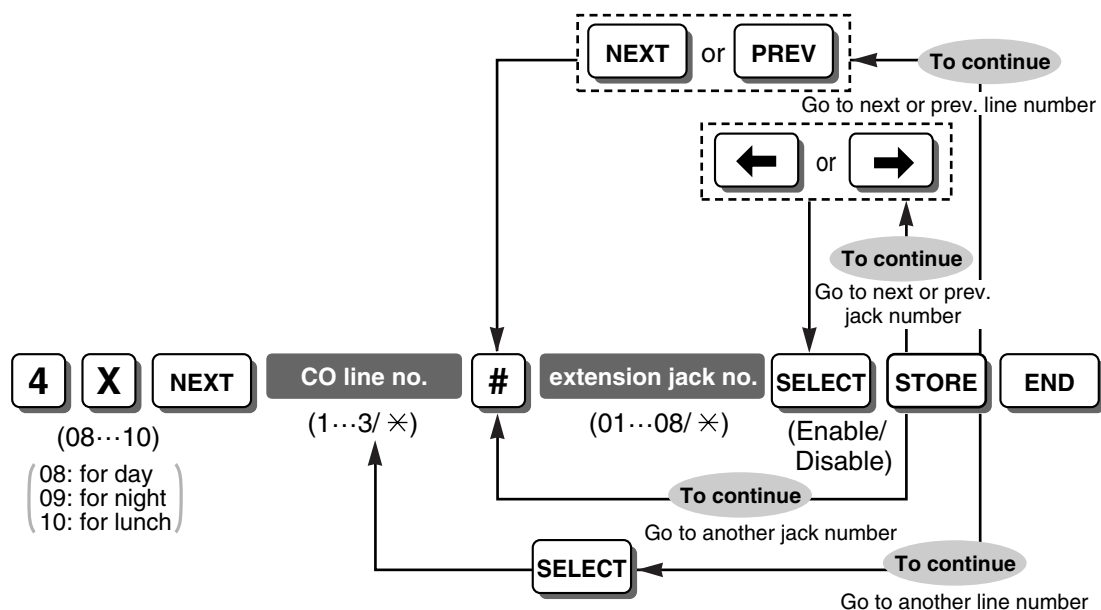 NEXT or PREV
To continue
Go to next or prev. line number
← or →
To continue
Go to next or prev.
jack number
4 X NEXT CO line no. # extension jack no. SELECT STORE END
(08···10)
(1···3/ ✳)
(01···08/ ✳)
(Enable/
Disable)
08: for day
09: for night
10: for lunch
To continue
Go to another jack number
SELECT
To continue
Go to another line number